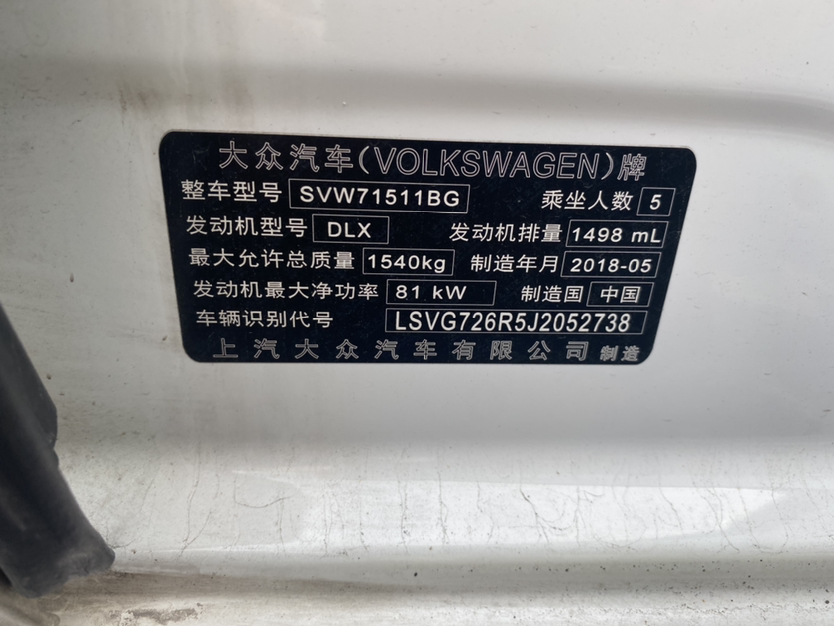 大众汽车(VOLKSWAGEN)牌
整车型号 SVW71511BG 乘坐人数 5
发动机型号 DLX 发动机排量 1498 mL
最大允许总质量 1540kg 制造年月 2018-05
发动机最大净功率 81 kW 制造国 中国
车辆识别代号 LSVG726R5J2052738
上汽大众汽车有限公司 制造